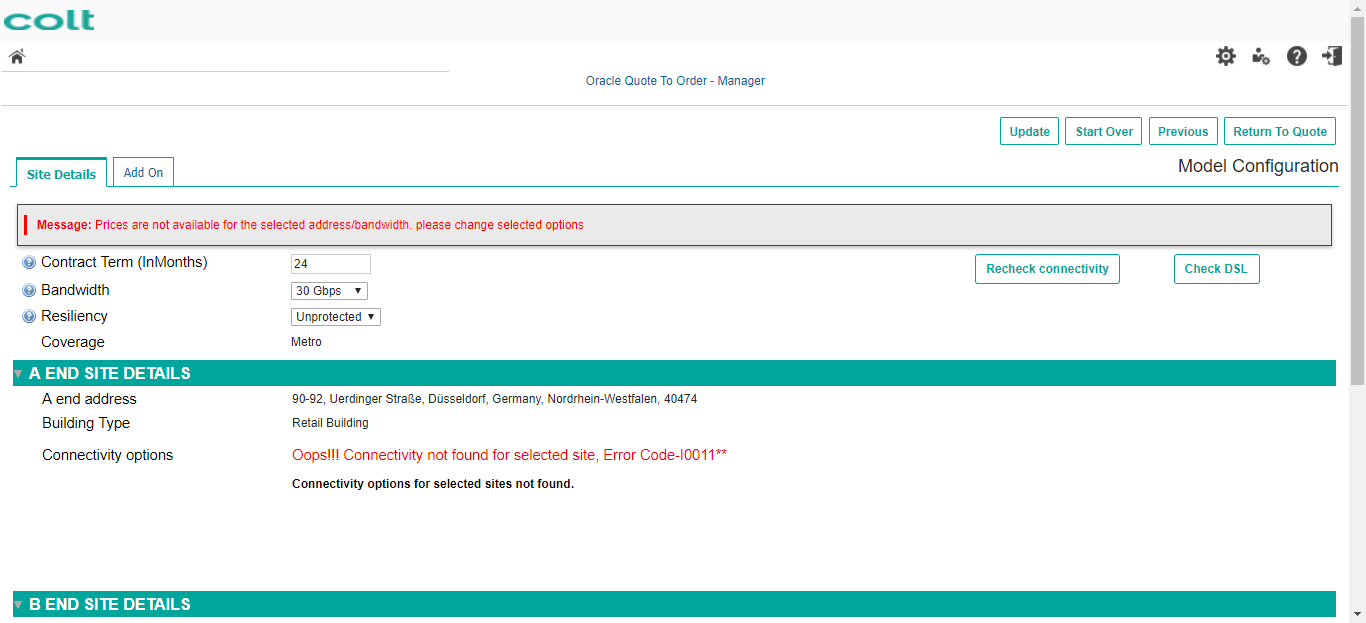 colt
Oracle Quote To Order - Manager
Update Start Over Previous Return To Quote
Site Details Add On Model Configuration
Message: Prices are not available for the selected address/bandwidth. please change selected options
Contract Term (InMonths) 24 Recheck connectivity Check DSL
Bandwidth 30 Gbps
Resiliency Unprotected
Coverage Metro
A END SITE DETAILS
A end address 90-92, Uerdinger Straße, Düsseldorf, Germany, Nordrhein-Westfalen, 40474
Building Type Retail Building
Connectivity options Oops!!! Connectivity not found for selected site, Error Code-I0011**
Connectivity options for selected sites not found.
B END SITE DETAILS